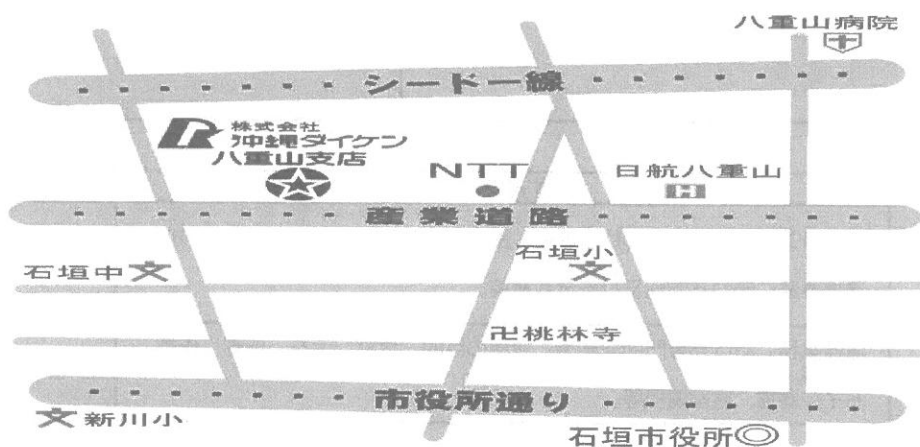 八重山病院
シードー線
株式会社
沖縄ダイケン
八重山支店
NTT
日航八重山
H
産業道路
石垣小
石垣中
卍桃林寺
市役所通り
新川小
石垣市役所